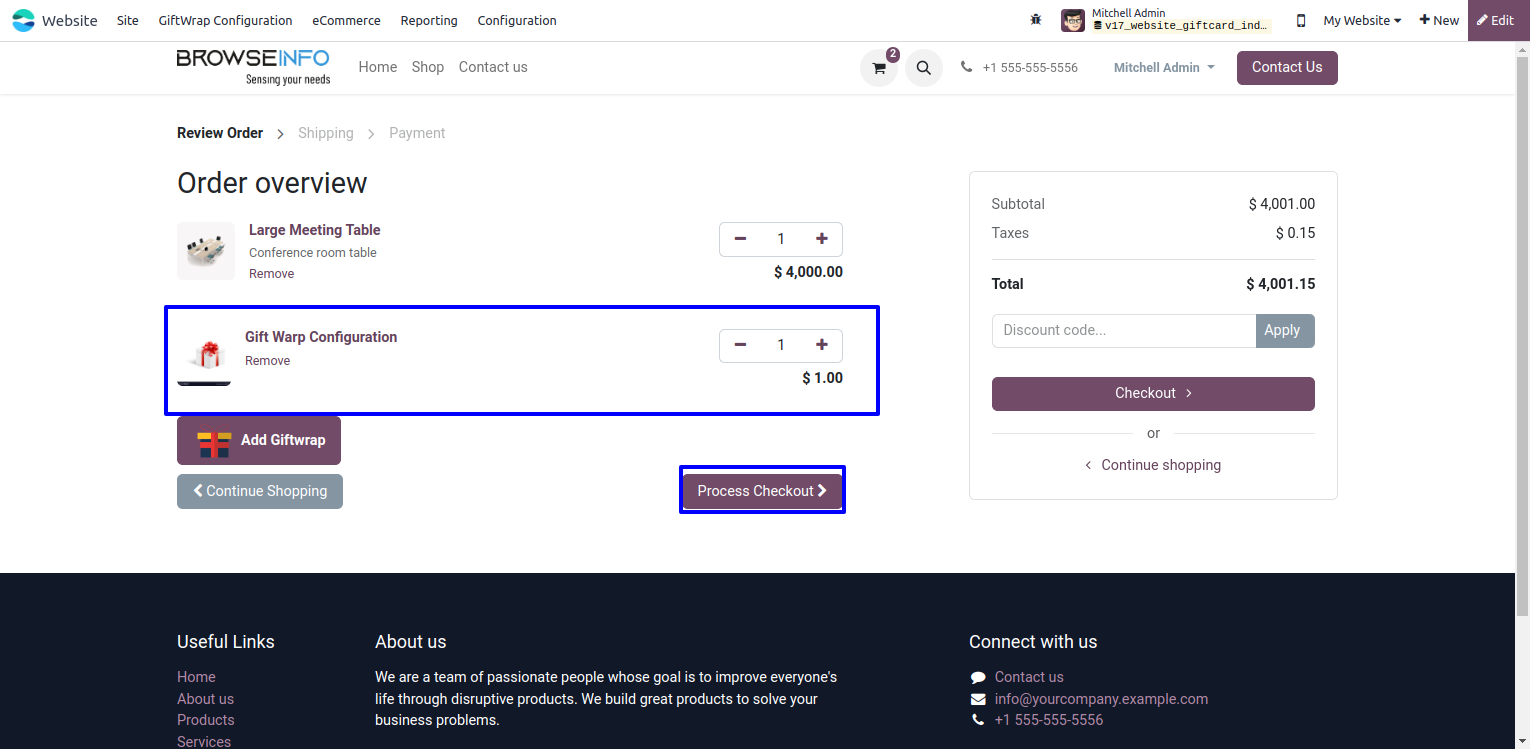 Website Site GiftWrap Configuration eCommerce Reporting Configuration Mitchell Admin My Website New Edit
v17_website_giftcard_ind…
BROWSEINFO
Sensing your needs
Home Shop Contact us 2 +1 555-555-5556 Mitchell Admin Contact Us
Review Order > Shipping > Payment
Order overview
Large Meeting Table
Conference room table
Remove
1
$ 4,000.00
Gift Warp Configuration
Remove
1
$ 1.00
Add Giftwrap
Continue Shopping
Process Checkout
Subtotal $ 4,001.00
Taxes $ 0.15
Total $ 4,001.15
Discount code... Apply
Checkout
or
Continue shopping
Useful Links
Home
About us
Products
Services
About us
We are a team of passionate people whose goal is to improve everyone's
life through disruptive products. We build great products to solve your
business problems.
Connect with us
Contact us
info@yourcompany.example.com
+1 555-555-5556